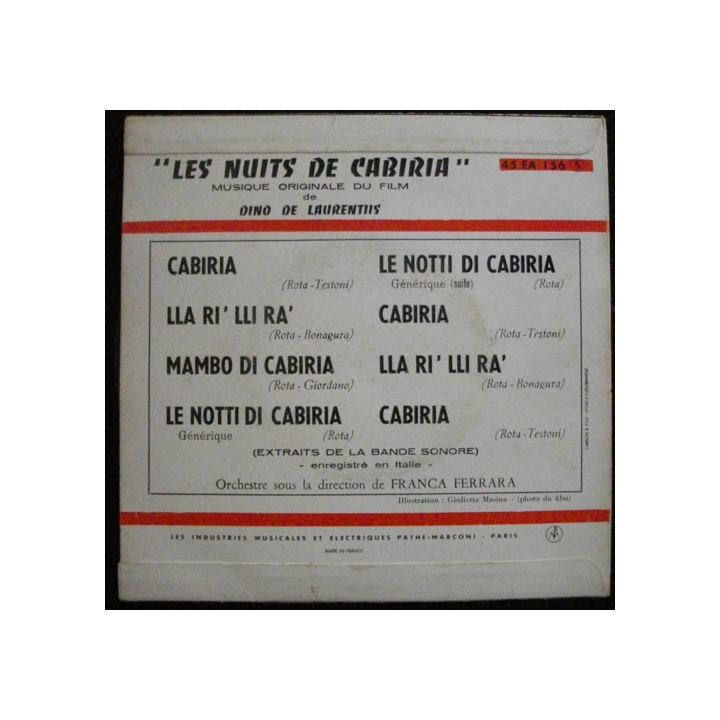 "LES NUITS DE CABIRIA" 45 EA 156 (S)
MUSIQUE ORIGINALE DU FILM
de
DINO DE LAURENTIIS
CABIRIA
(Rota - Testoni)
LLA RI' LLI RA'
(Rota - Bonagura)
MAMBO DI CABIRIA
(Rota - Giordano)
LE NOTTI DI CABIRIA
Générique (Rota)
LE NOTTI DI CABIRIA
Générique (suite) (Rota)
CABIRIA
(Rota - Testoni)
LLA RI' LLI RA'
(Rota - Bonagura)
CABIRIA
(Rota - Testoni)
(EXTRAITS DE LA BANDE SONORE)
- enregistré en Italie -
Orchestre sous la direction de FRANCA FERRARA
Illustration : Giulietta Masina - (photo du film)
LES INDUSTRIES MUSICALES ET ELECTRIQUES PATHE-MARCONI - PARIS
MADE IN FRANCE